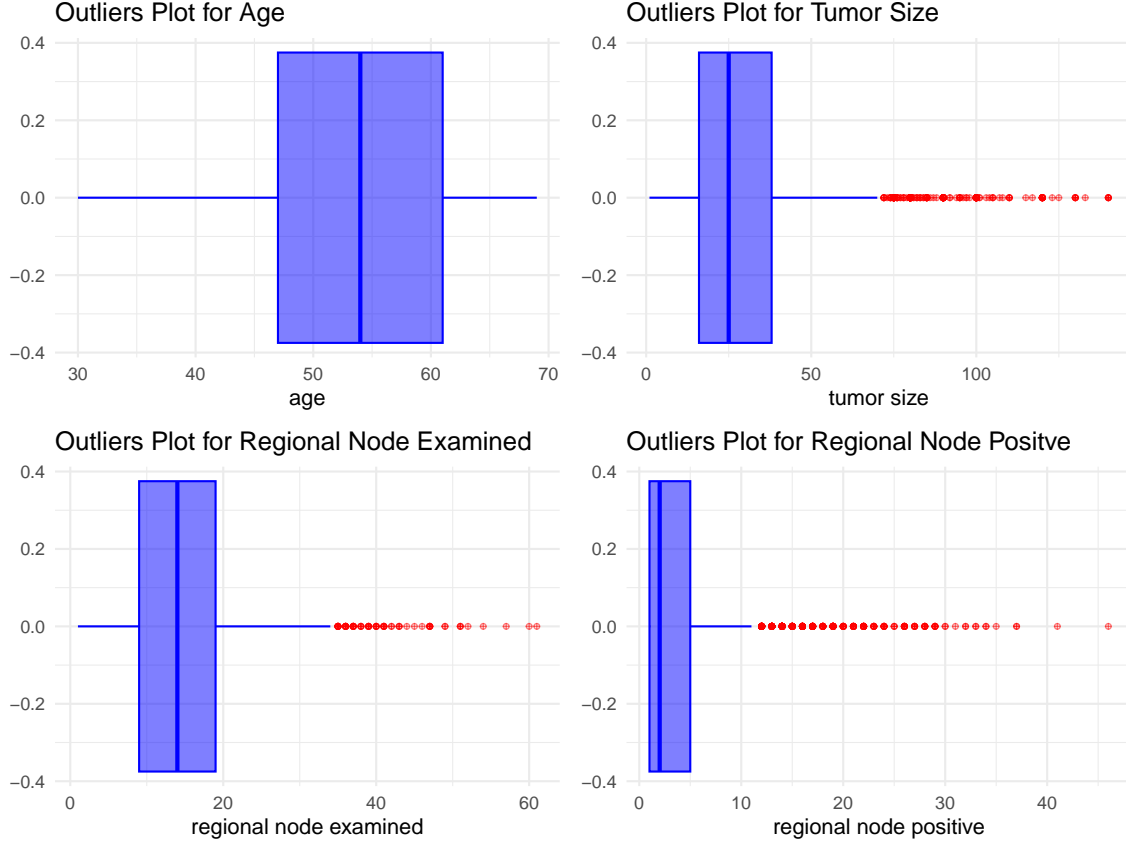 Outliers Plot for Age
0.4
0.2
0.0
−0.2
−0.4
30 40 50 60 70
age
Outliers Plot for Tumor Size
0.4
0.2
0.0
−0.2
−0.4
0 50 100
tumor size
Outliers Plot for Regional Node Examined
0.4
0.2
0.0
−0.2
−0.4
0 20 40 60
regional node examined
Outliers Plot for Regional Node Positve
0.4
0.2
0.0
−0.2
−0.4
0 10 20 30 40
regional node positive